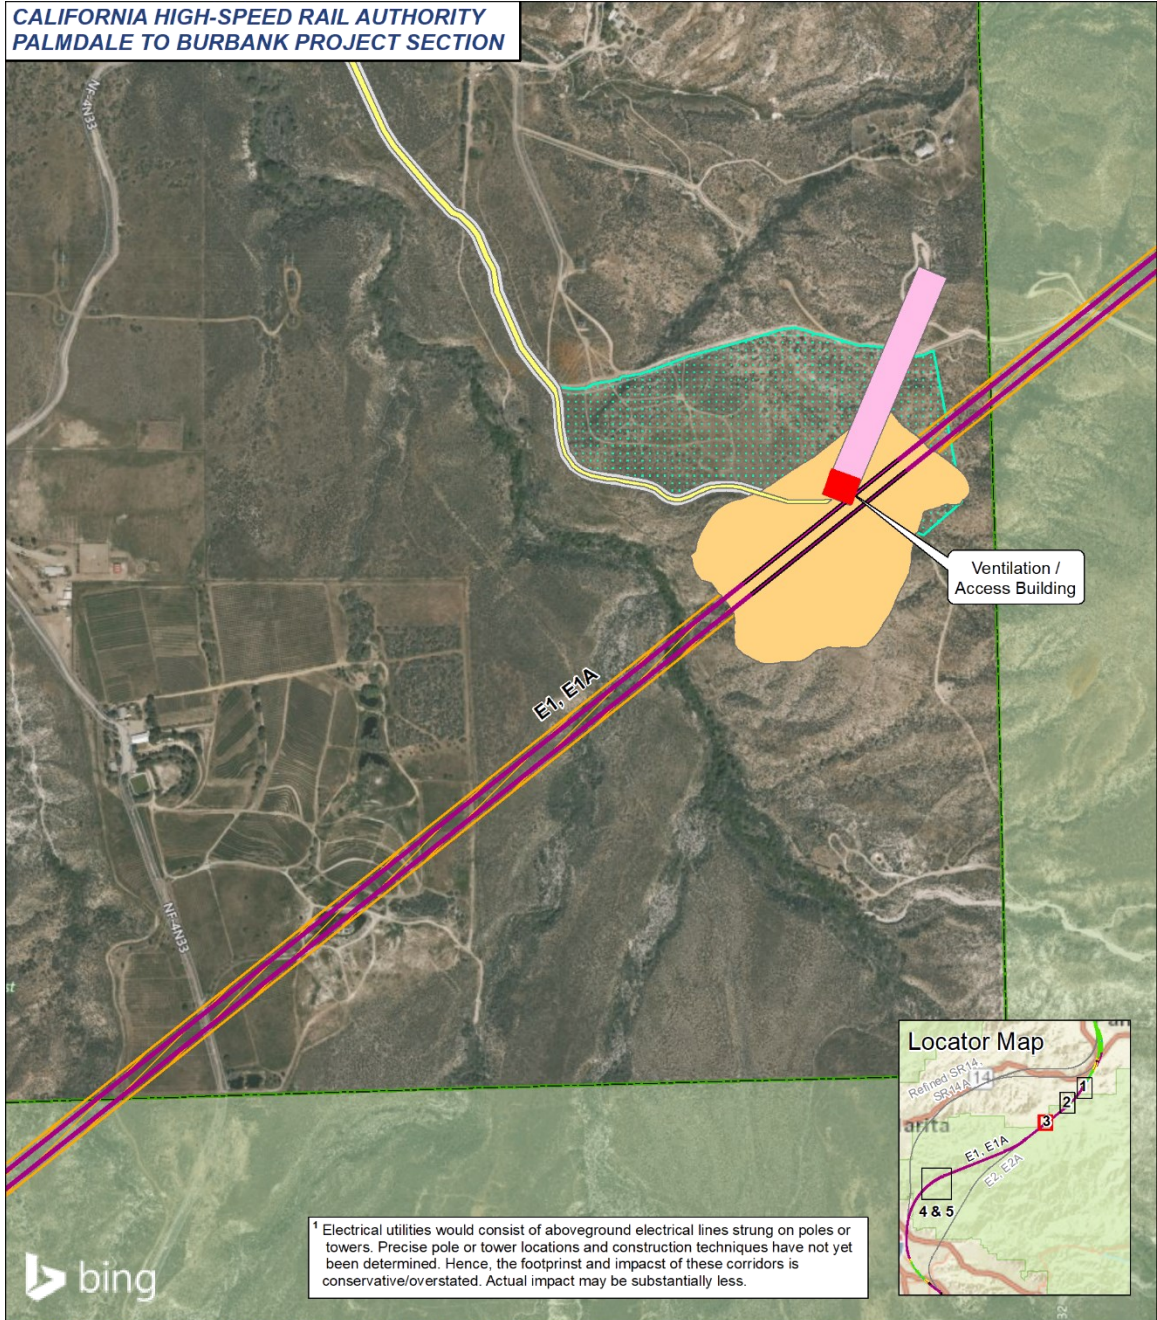 CALIFORNIA HIGH-SPEED RAIL AUTHORITY
PALMDALE TO BURBANK PROJECT SECTION
NF-4N33
Ventilation /
Access Building
E1, E1A
NF-4N33
st
Locator Map
Refined SR14,
SR14A
14
1
2
3
arita
E1, E1A
E2, E2A
4 & 5
1 Electrical utilities would consist of aboveground electrical lines strung on poles or
towers. Precise pole or tower locations and construction techniques have not yet
been determined. Hence, the footprinst and impacst of these corridors is
conservative/overstated. Actual impact may be substantially less.
bing
32